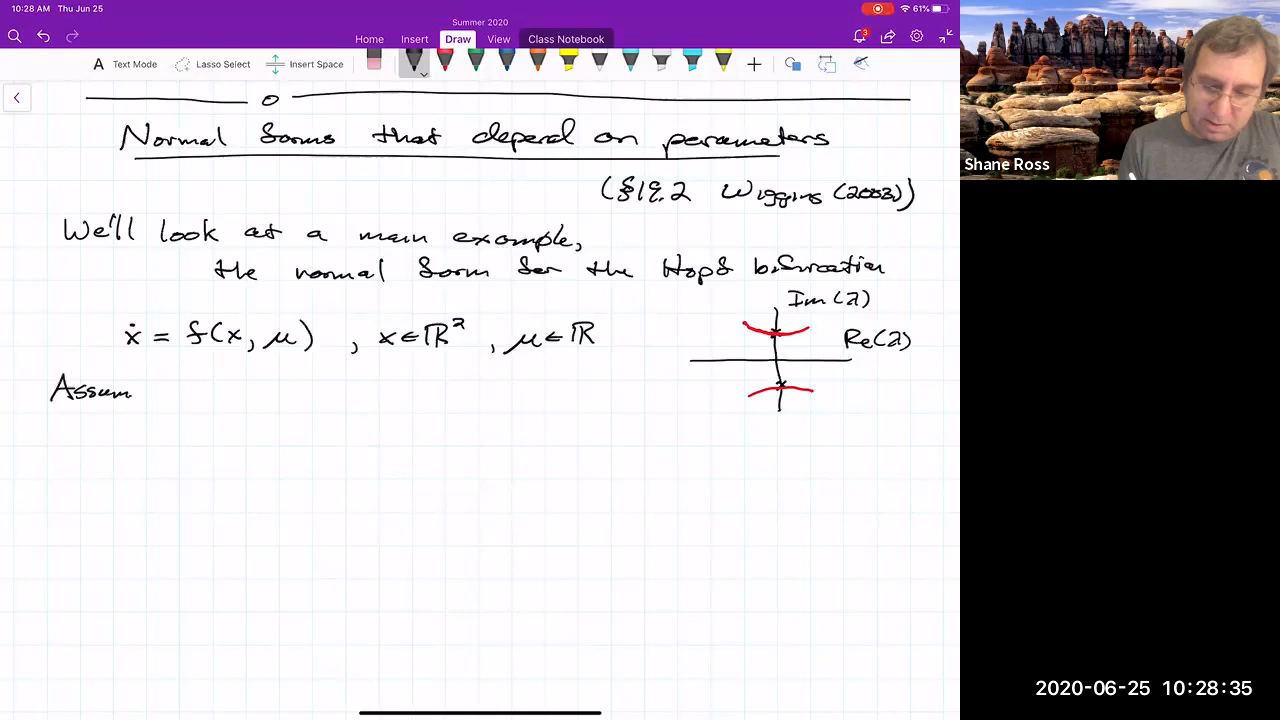 10:28 AM Thu Jun 25
61%
Summer 2020
Home Insert Draw View Class Notebook
3
Text Mode Lasso Select Insert Space
Normal forms that depend on parameters
(§19.2 Wiggins (2003))
We'll look at a main example,
the normal form for the Hopf bifurcation
Im(λ)
ẋ = f(x, μ) , x ∈ ℝ² , μ ∈ ℝ
Re(λ)
Assum
Shane Ross
2020-06-25 10:28:35